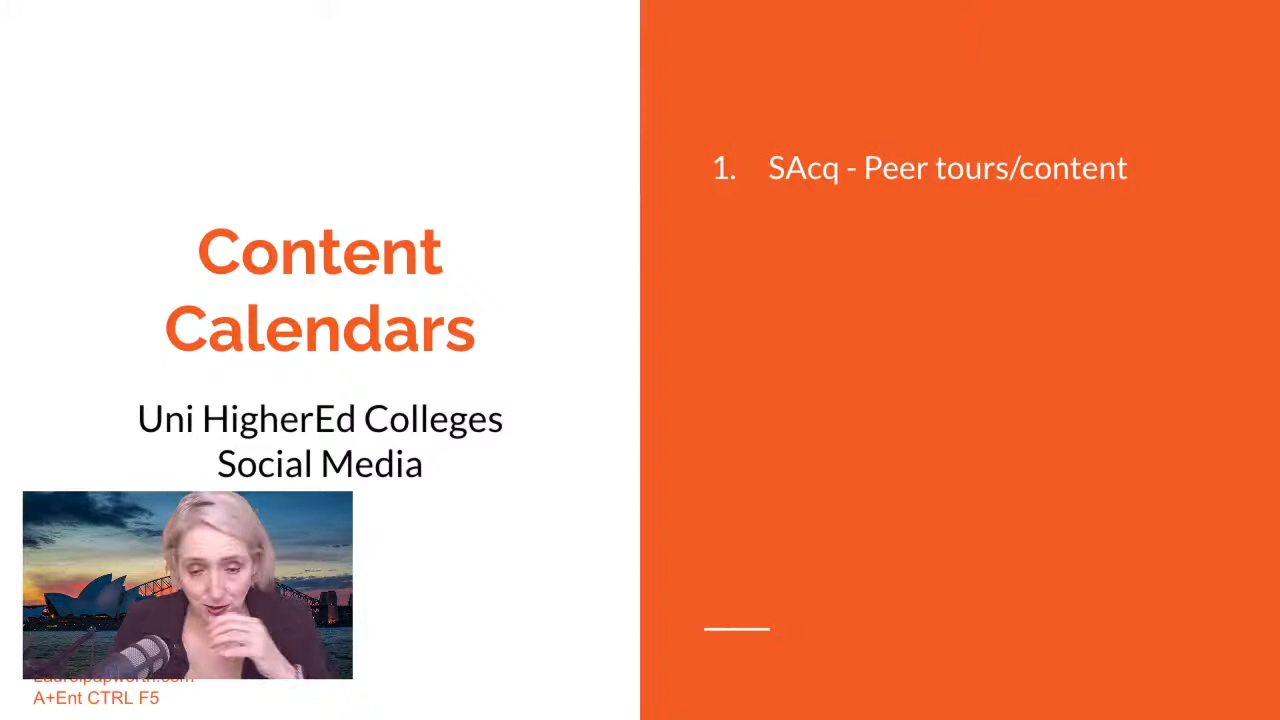 Content
Calendars
Uni HigherEd Colleges
Social Media
A+Ent CTRL F5
1. SAcq - Peer tours/content